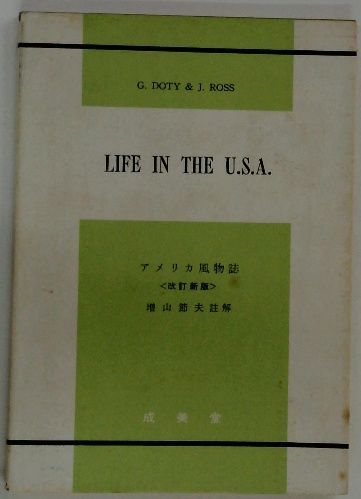 G. DOTY & J. ROSS
LIFE IN THE U.S.A.
アメリカ風物誌
<改訂新版>
増山節夫註解
成美堂